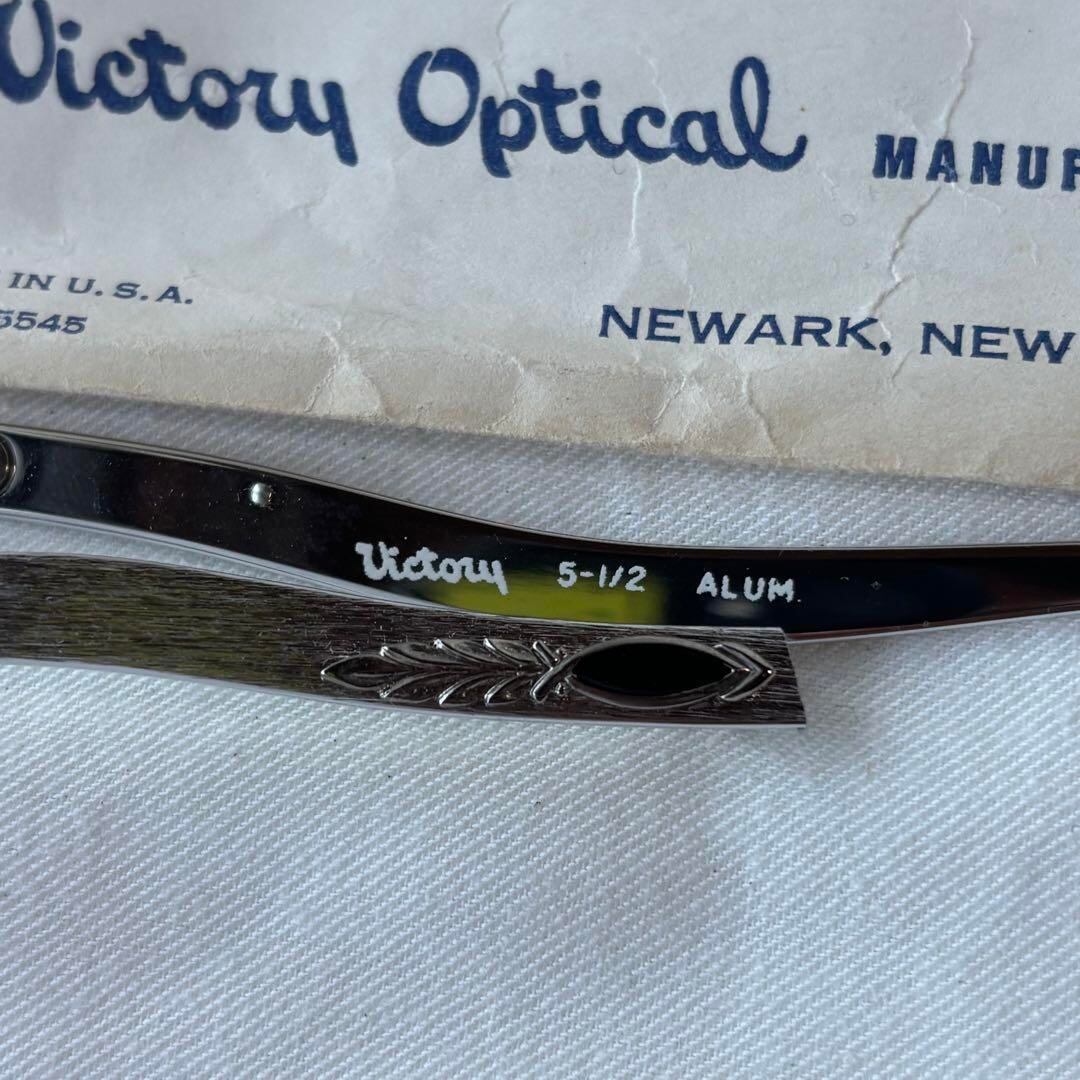 Victory Optical MANUF
IN U. S. A.
5545
NEWARK, NEW
Victory 5-1/2 ALUM.